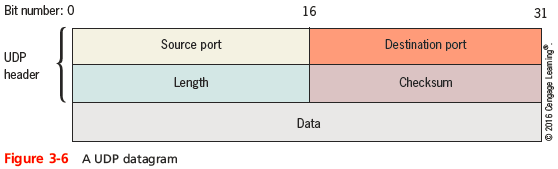 Bit number: 0 16 31
Source port Destination port
UDP
header
Length Checksum
Data
© 2016 Cengage Learning®.
Figure 3-6 A UDP datagram